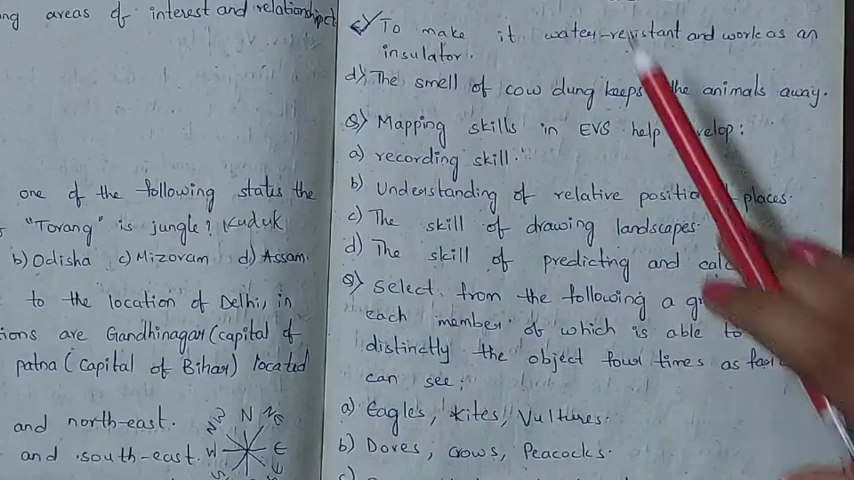 ng areas of interest and relationship
one of the following states the
"Torang" is jungle? Kuduk
b) Odisha c) Mizoram d) Assam.
to the location of Delhi, in
tions are Gandhinagar (capital of
patna (Capital of Bihar) located
and north-east.
and south-east.
NW N NE
W E
c) To make it water-resistant and work as an
insulator.
d) The smell of cow dung keeps the animals away.
Q) Mapping skills in EVS help
a) recording skill.
b) Understanding of relative places.
c) The skill of drawing landscapes.
d) The skill of predicting and
Q) Select from the following a
each member of which is able to
distinctly the object four times as far
can see:
a) Eagles, kites, Vultures.
b) Doves, crows, Peacocks.
c)